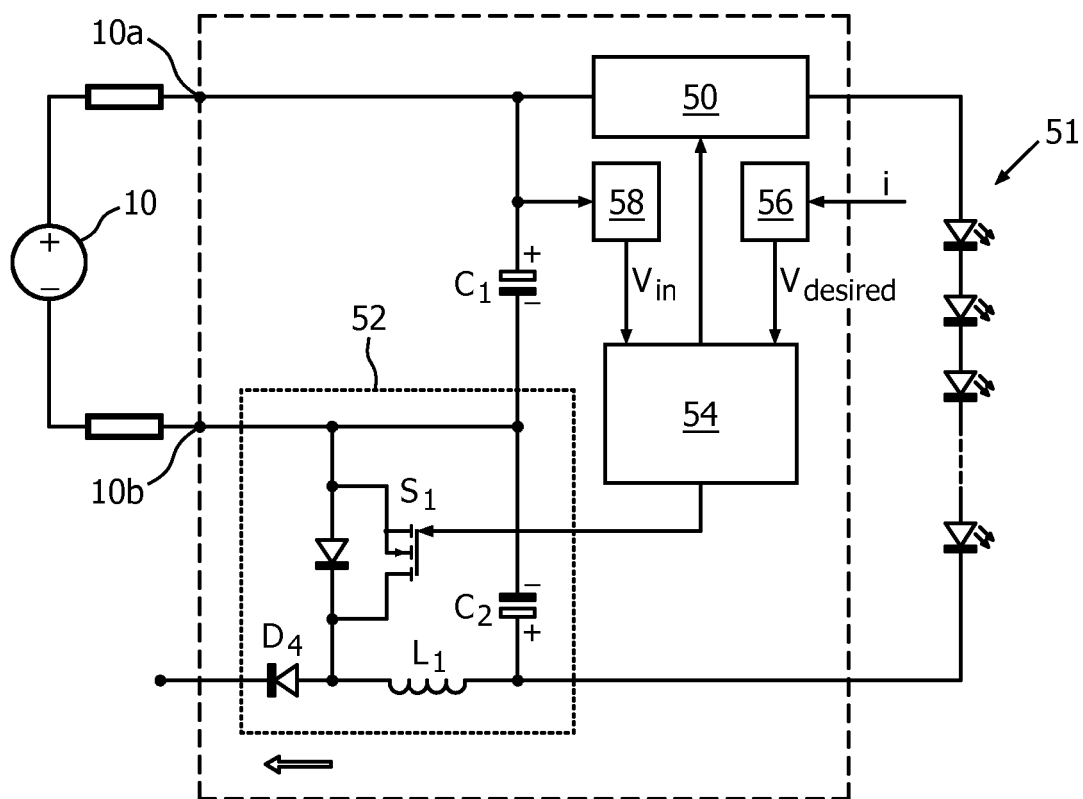 10a
50
51
10
+
−
58
56
i
+
C1
−
Vin
Vdesired
52
54
10b
S1
−
C2
+
D4
L1